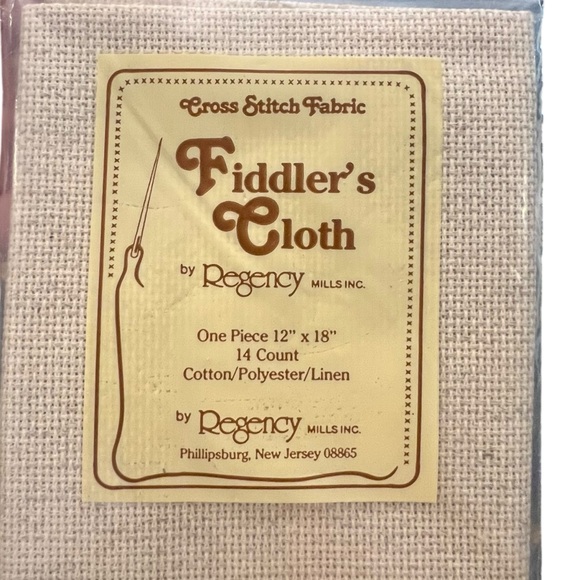 Cross Stitch Fabric
Fiddler's
Cloth
by Regency MILLS INC.
One Piece 12" x 18"
14 Count
Cotton/Polyester/Linen
by Regency MILLS INC.
Phillipsburg, New Jersey 08865